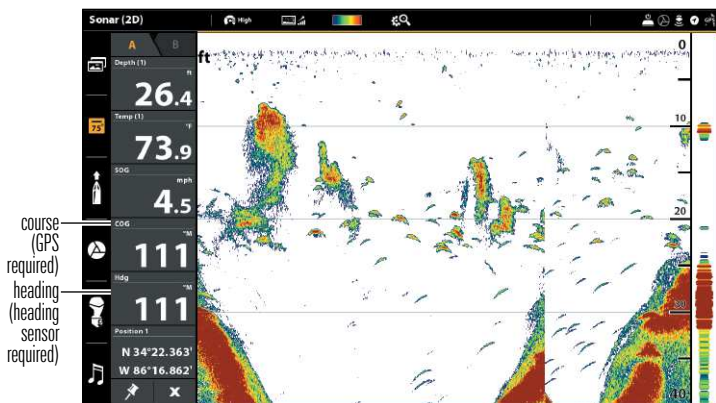 Sonar (2D)
High
A
B
Depth (1)
ft
26.4
Temp (1)
°F
73.9
SOG
mph
4.5
COG
°M
111
Hdg
°M
111
Position 1
N 34°22.363'
W 86°16.862'
X
75°
course
(GPS
required)
heading
(heading
sensor
required)
ft
0
10
20
30
40